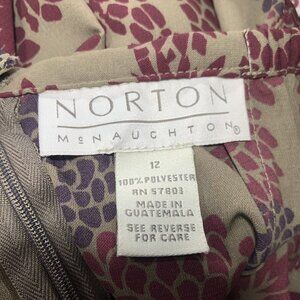 NORTON
McNAUGHTON®
12
100% POLYESTER
RN 57803
MADE IN
GUATEMALA
SEE REVERSE
FOR CARE